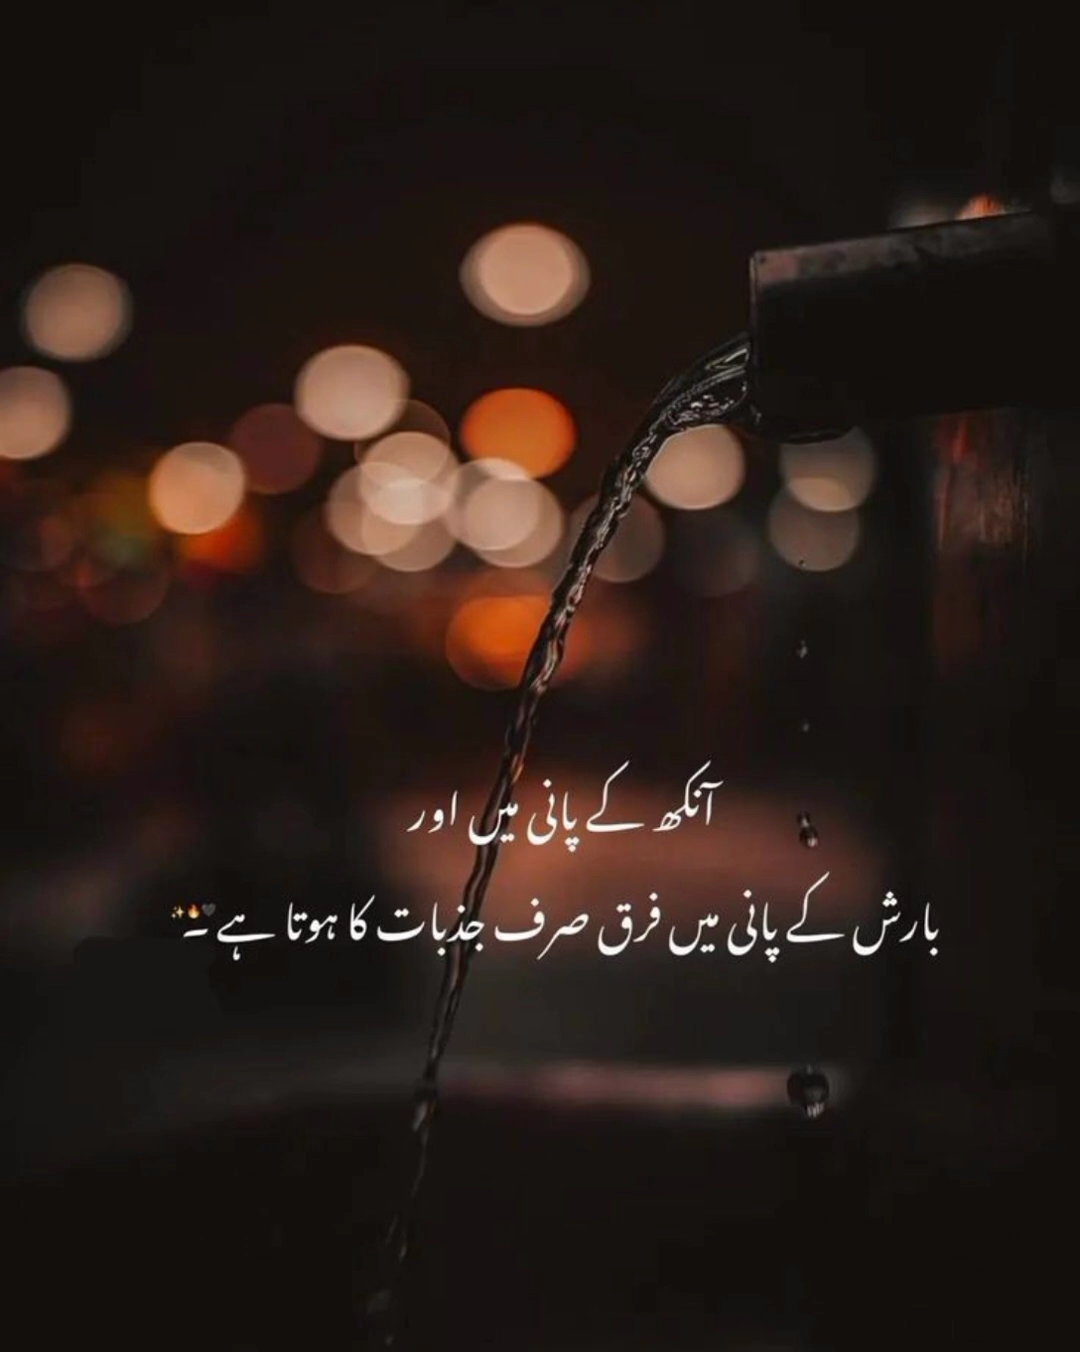 آنکھ کے پانی میں اور
بارش کے پانی میں فرق صرف جذبات کا ہوتا ہے۔🖤🔥✨